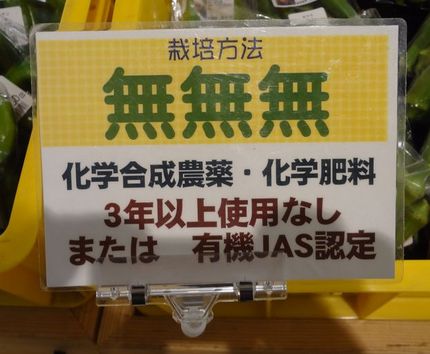 栽培方法
無無無
化学合成農薬・化学肥料
3年以上使用なし
または　有機JAS認定